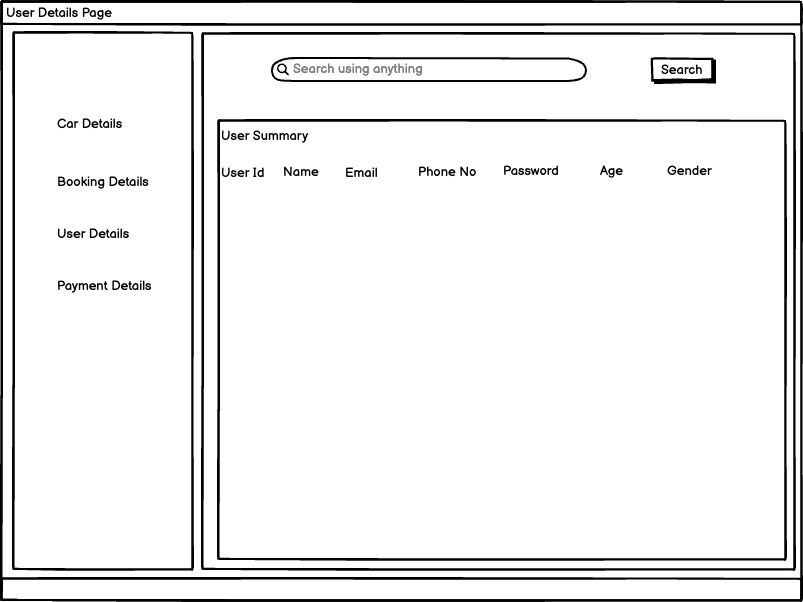 User Details Page
Search using anything
Search
Car Details
Booking Details
User Details
Payment Details
User Summary
User Id Name Email Phone No Password Age Gender